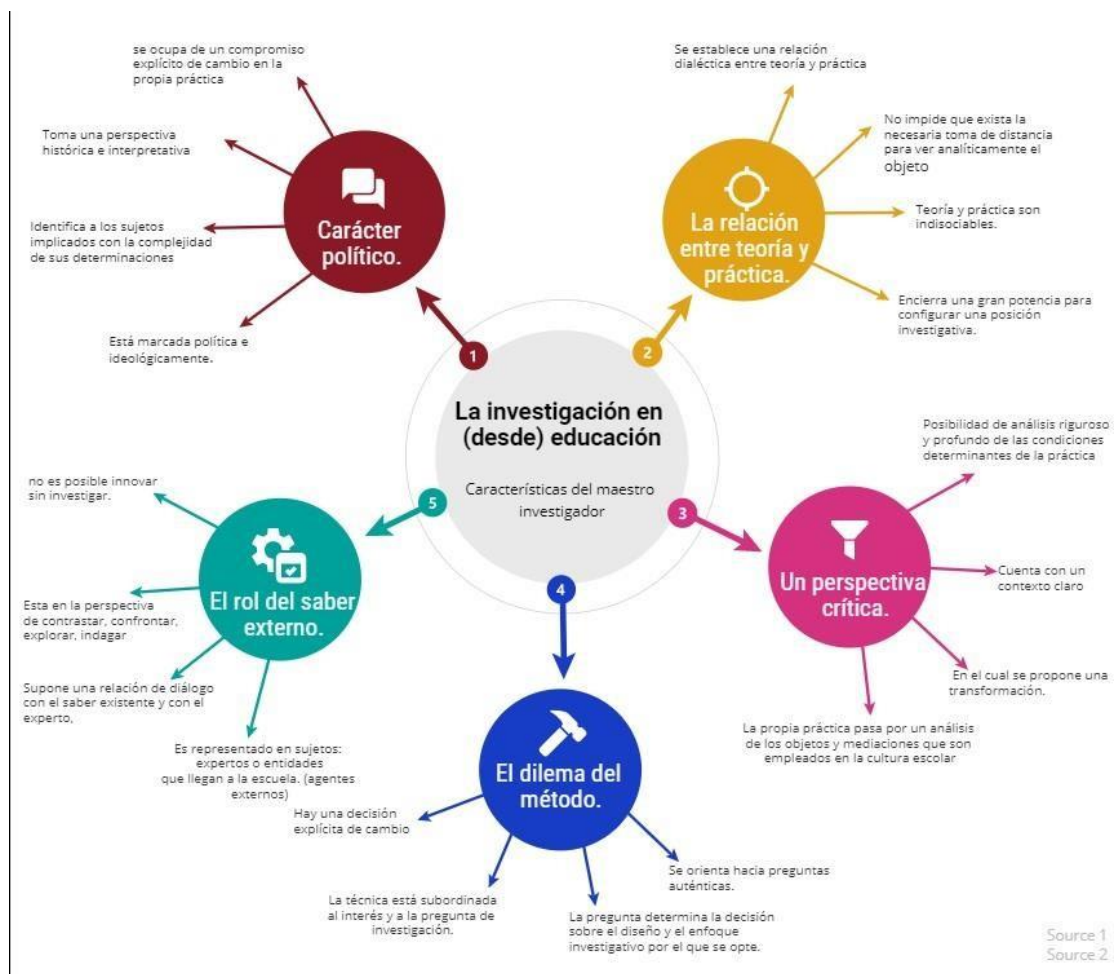 La investigación en
(desde) educación
Características del maestro
investigador
1
Carácter
político.
se ocupa de un compromiso
explícito de cambio en la
propia práctica
Toma una perspectiva
histórica e interpretativa
Identifica a los sujetos
implicados con la complejidad
de sus determinaciones
Está marcada política e
ideológicamente.
2
La relación
entre teoría y
práctica.
Se establece una relación
dialéctica entre teoría y práctica
No impide que exista la
necesaria toma de distancia
para ver analíticamente el
objeto
Teoría y práctica son
indisociables.
Encierra una gran potencia para
configurar una posición
investigativa.
3
Un perspectiva
crítica.
Posibilidad de análisis riguroso
y profundo de las condiciones
determinantes de la práctica
Cuenta con un
contexto claro
En el cual se propone una
transformación.
La propia práctica pasa por un análisis
de los objetos y mediaciones que son
empleados en la cultura escolar
4
El dilema del
método.
Se orienta hacia preguntas
auténticas.
La pregunta determina la decisión
sobre el diseño y el enfoque
investigativo por el que se opte.
La técnica está subordinada
al interés y a la pregunta de
investigación.
Hay una decisión
explícita de cambio
5
El rol del saber
externo.
no es posible innovar
sin investigar.
Esta en la perspectiva
de contrastar, confrontar,
explorar, indagar
Supone una relación de diálogo
con el saber existente y con el
experto,
Es representado en sujetos:
expertos o entidades
que llegan a la escuela. (agentes
externos)
Source 1
Source 2